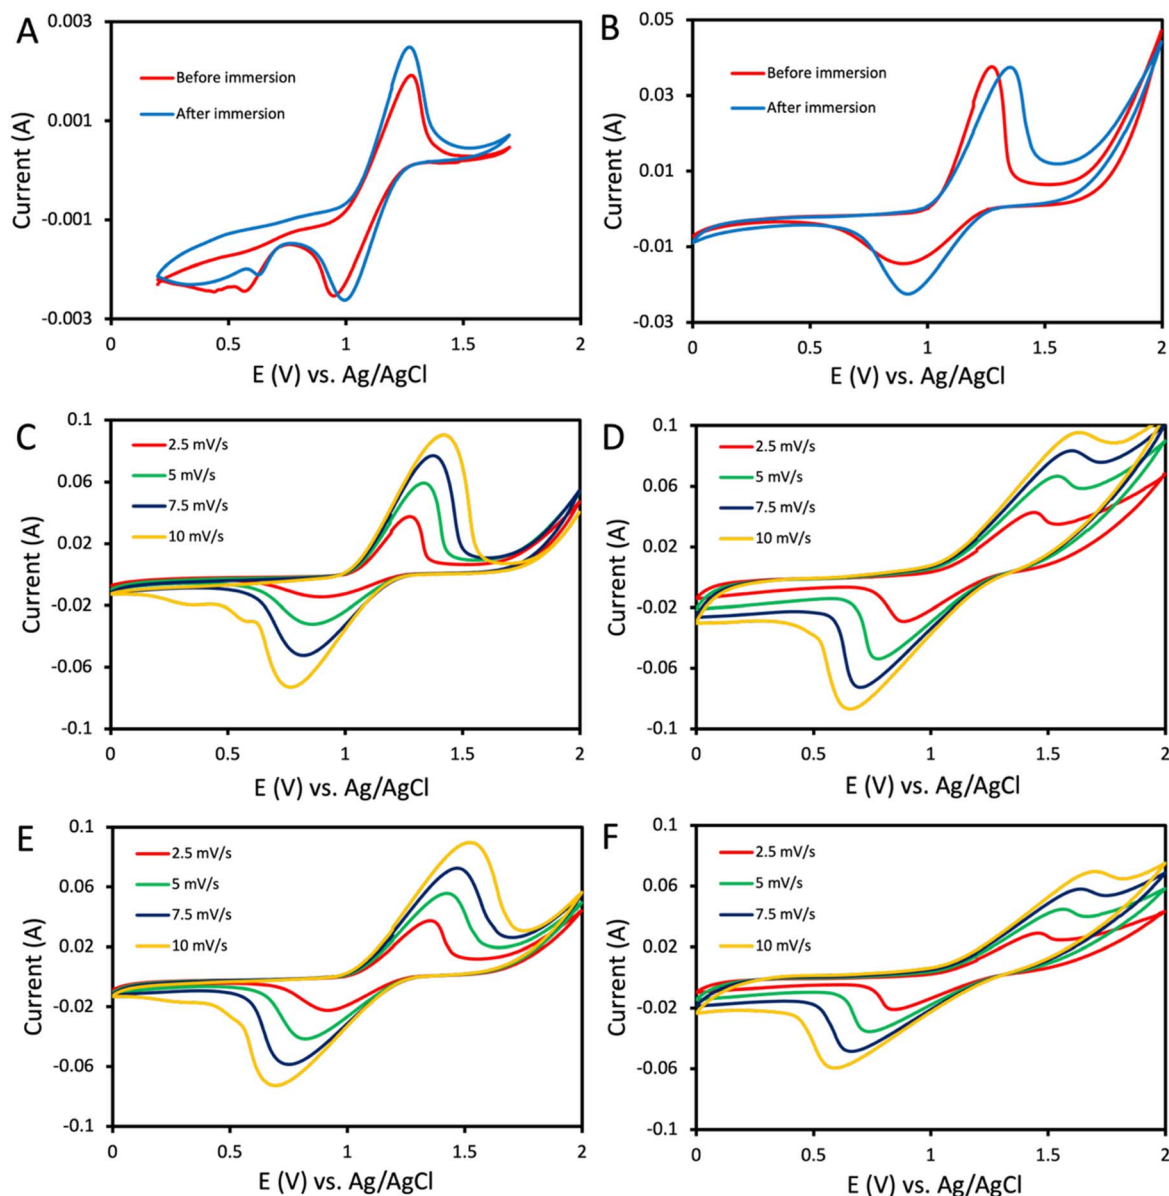 A
0.003
0.001
-0.001
-0.003
Current (A)
Before immersion
After immersion
0
0.5
1
1.5
2
E (V) vs. Ag/AgCl
B
0.05
0.03
0.01
-0.01
-0.03
Current (A)
Before immersion
After immersion
0
0.5
1
1.5
2
E (V) vs. Ag/AgCl
C
0.1
0.06
0.02
-0.02
-0.06
-0.1
Current (A)
2.5 mV/s
5 mV/s
7.5 mV/s
10 mV/s
0
0.5
1
1.5
2
E (V) vs. Ag/AgCl
D
0.1
0.06
0.02
-0.02
-0.06
-0.1
Current (A)
2.5 mV/s
5 mV/s
7.5 mV/s
10 mV/s
0
0.5
1
1.5
2
E (V) vs. Ag/AgCl
E
0.1
0.06
0.02
-0.02
-0.06
-0.1
Current (A)
2.5 mV/s
5 mV/s
7.5 mV/s
10 mV/s
0
0.5
1
1.5
2
E (V) vs. Ag/AgCl
F
0.1
0.06
0.02
-0.02
-0.06
-0.1
Current (A)
2.5 mV/s
5 mV/s
7.5 mV/s
10 mV/s
0
0.5
1
1.5
2
E (V) vs. Ag/AgCl